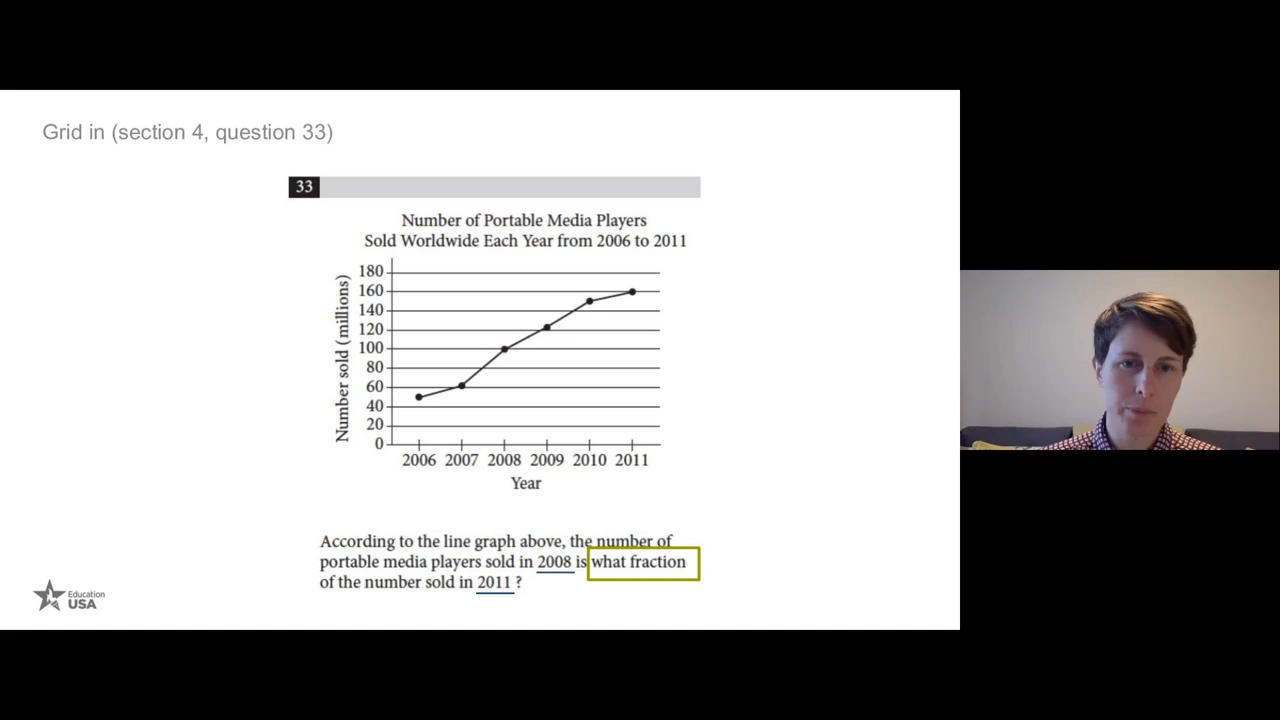 Grid in (section 4, question 33)
33
Number of Portable Media Players
Sold Worldwide Each Year from 2006 to 2011
Number sold (millions)
180
160
140
120
100
80
60
40
20
0
2006 2007 2008 2009 2010 2011
Year
According to the line graph above, the number of
portable media players sold in 2008 is what fraction
of the number sold in 2011 ?
Education
USA